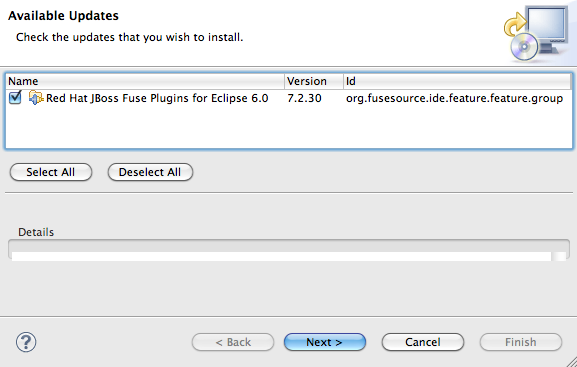 Available Updates
Check the updates that you wish to install.
Name Version Id
Red Hat JBoss Fuse Plugins for Eclipse 6.0 7.2.30 org.fusesource.ide.feature.feature.group
Select All Deselect All
Details
? < Back Next > Cancel Finish